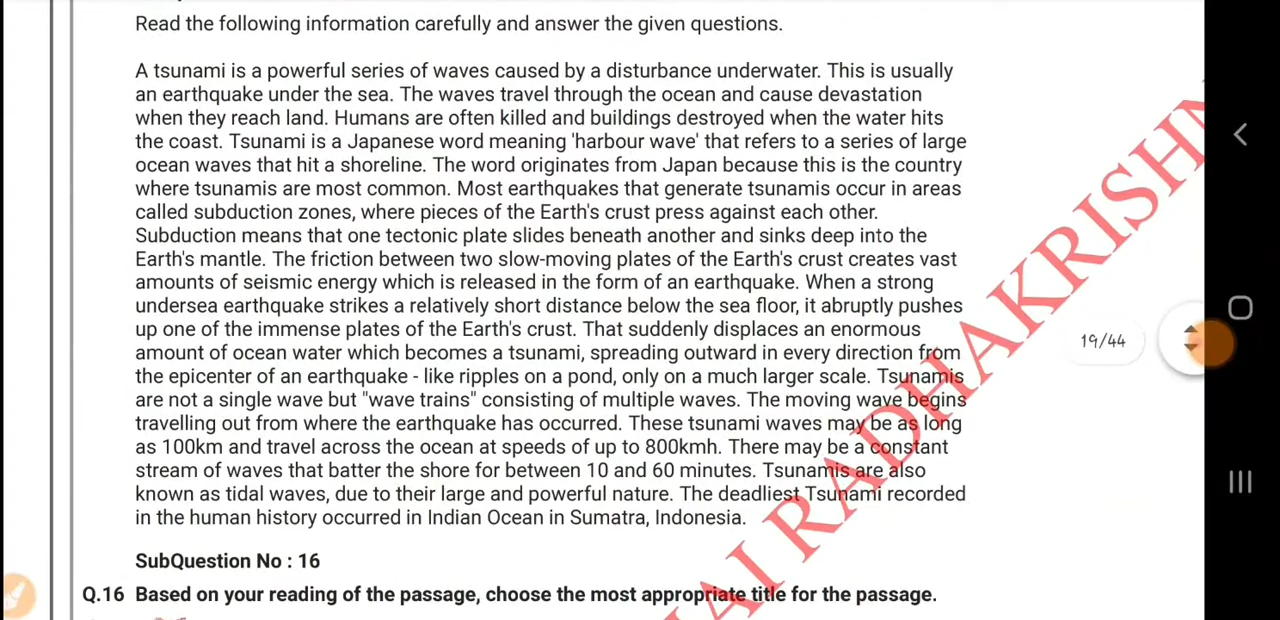 Read the following information carefully and answer the given questions.
A tsunami is a powerful series of waves caused by a disturbance underwater. This is usually
an earthquake under the sea. The waves travel through the ocean and cause devastation
when they reach land. Humans are often killed and buildings destroyed when the water hits
the coast. Tsunami is a Japanese word meaning 'harbour wave' that refers to a series of large
ocean waves that hit a shoreline. The word originates from Japan because this is the country
where tsunamis are most common. Most earthquakes that generate tsunamis occur in areas
called subduction zones, where pieces of the Earth's crust press against each other.
Subduction means that one tectonic plate slides beneath another and sinks deep into the
Earth's mantle. The friction between two slow-moving plates of the Earth's crust creates vast
amounts of seismic energy which is released in the form of an earthquake. When a strong
undersea earthquake strikes a relatively short distance below the sea floor, it abruptly pushes
up one of the immense plates of the Earth's crust. That suddenly displaces an enormous
amount of ocean water which becomes a tsunami, spreading outward in every direction from
the epicenter of an earthquake - like ripples on a pond, only on a much larger scale. Tsunamis
are not a single wave but "wave trains" consisting of multiple waves. The moving wave begins
travelling out from where the earthquake has occurred. These tsunami waves may be as long
as 100km and travel across the ocean at speeds of up to 800kmh. There may be a constant
stream of waves that batter the shore for between 10 and 60 minutes. Tsunamis are also
known as tidal waves, due to their large and powerful nature. The deadliest Tsunami recorded
in the human history occurred in Indian Ocean in Sumatra, Indonesia.
SubQuestion No : 16
Q.16 Based on your reading of the passage, choose the most appropriate title for the passage.
19/44